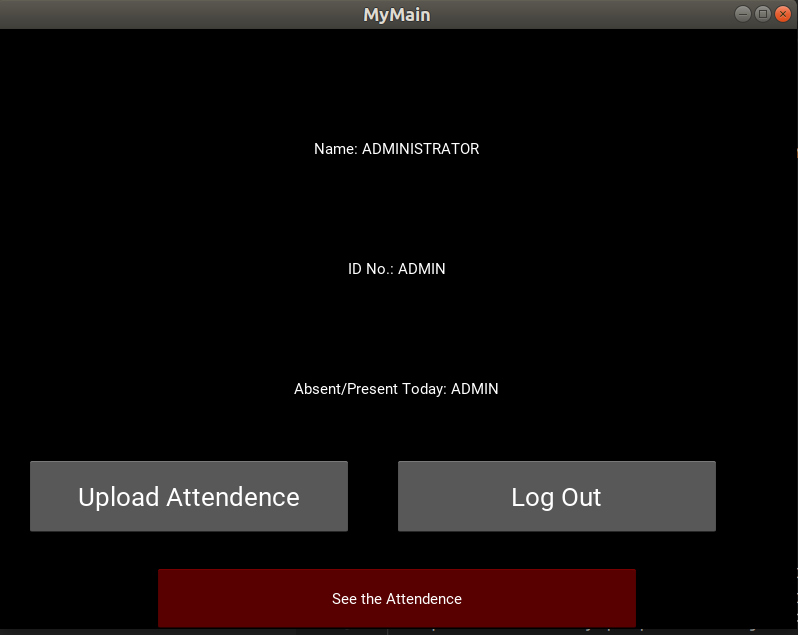 MyMain
Name: ADMINISTRATOR
ID No.: ADMIN
Absent/Present Today: ADMIN
Upload Attendence
Log Out
See the Attendence